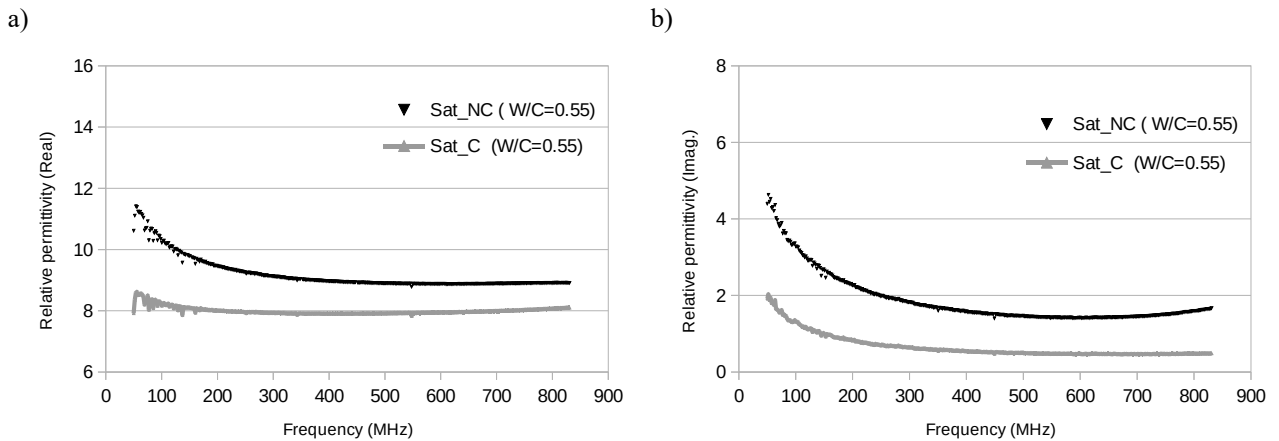 a)
b)
Relative permittivity (Real)
16
14
12
10
8
6
Sat_NC ( W/C=0.55)
Sat_C (W/C=0.55)
0 100 200 300 400 500 600 700 800 900
Frequency (MHz)
Relative permittivity (Imag.)
8
6
4
2
0
Sat_NC ( W/C=0.55)
Sat_C (W/C=0.55)
0 100 200 300 400 500 600 700 800 900
Frequency (MHz)